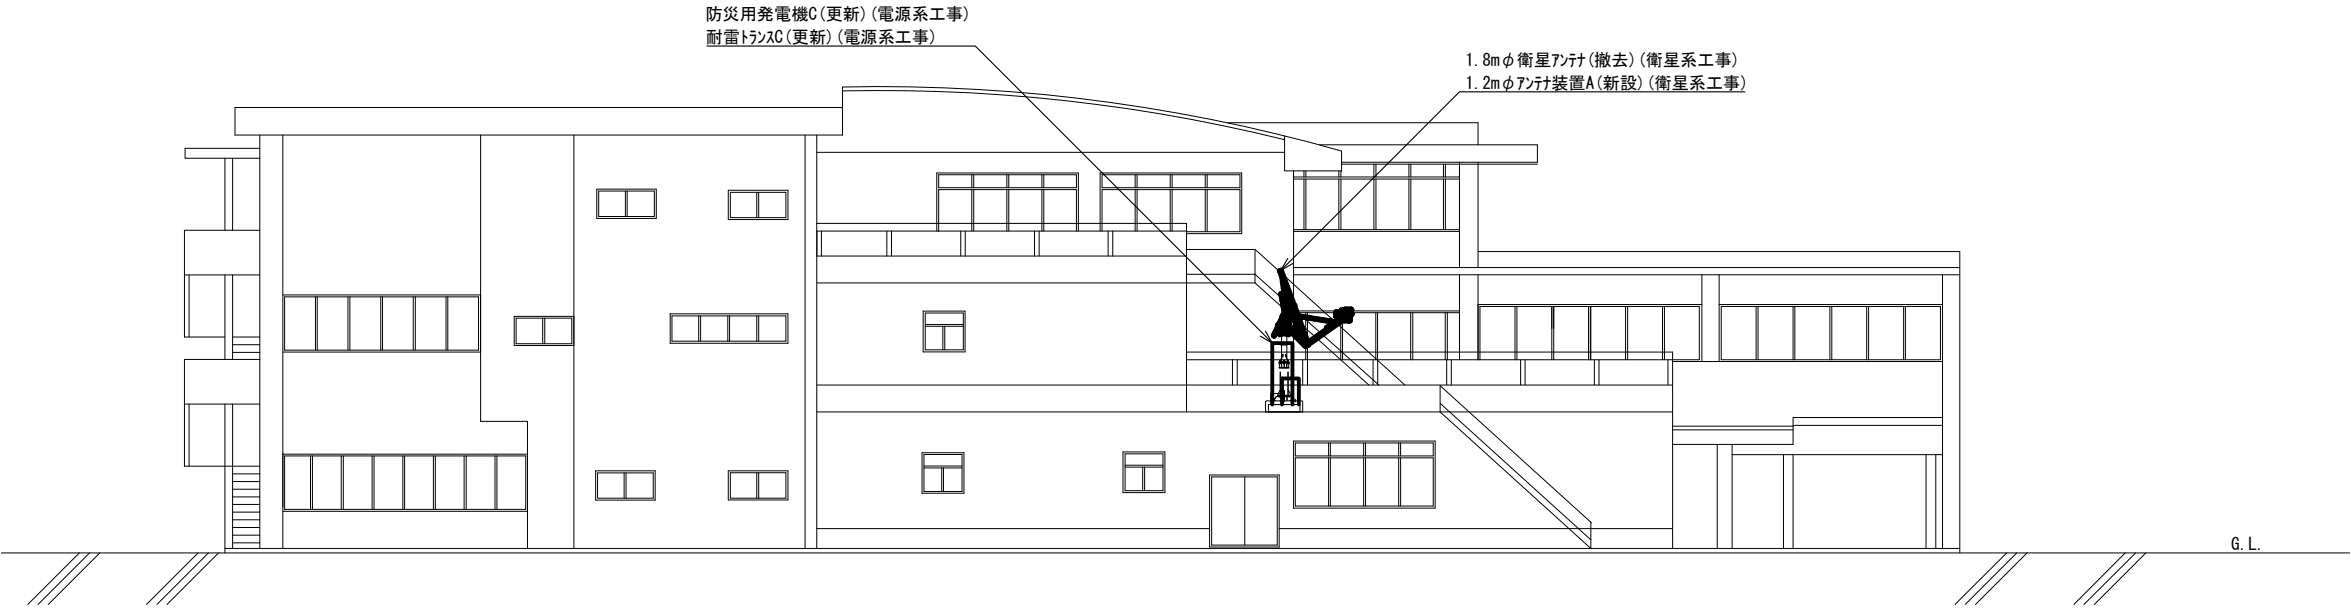 防災用発電機C(更新)(電源系工事)
耐雷ﾄﾗﾝｽC(更新)(電源系工事)
1.8mφ衛星ｱﾝﾃﾅ(撤去)(衛星系工事)
1.2mφｱﾝﾃﾅ装置A(新設)(衛星系工事)
G.L.